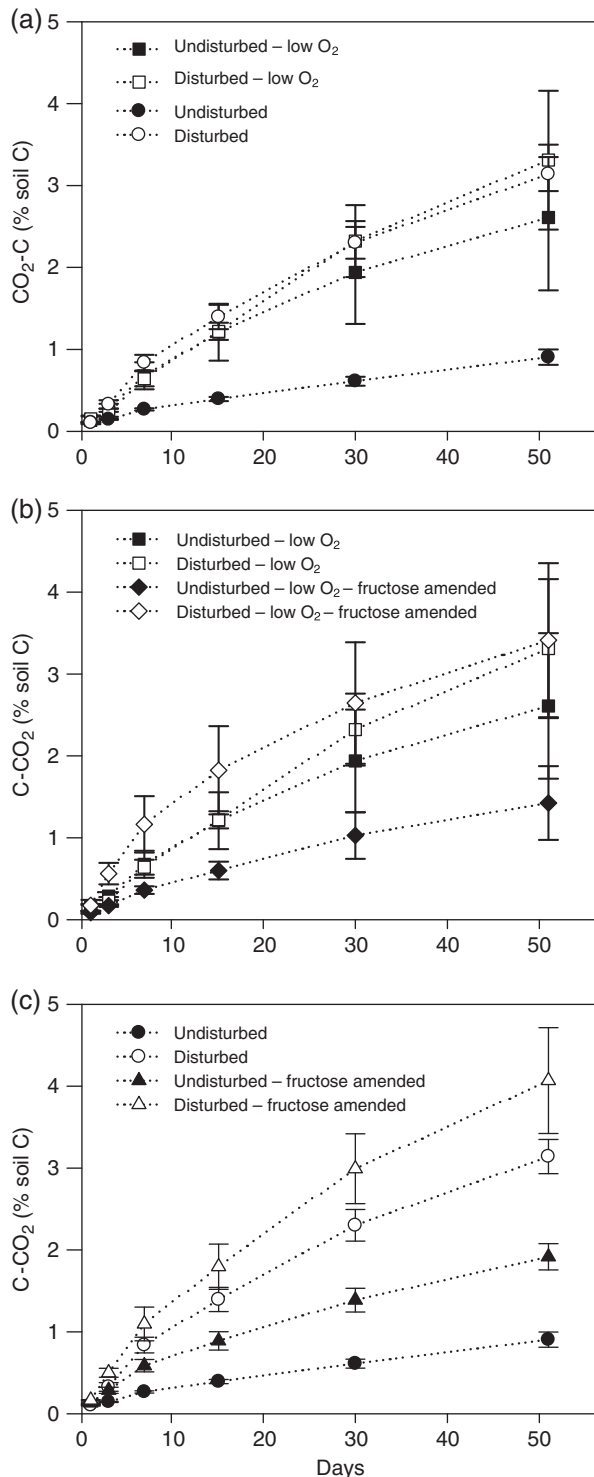 (a)
5
4
3
2
1
0
CO₂-C (% soil C)
Undisturbed – low O₂
Disturbed – low O₂
Undisturbed
Disturbed
0 10 20 30 40 50
(b)
5
4
3
2
1
0
C-CO₂ (% soil C)
Undisturbed – low O₂
Disturbed – low O₂
Undisturbed – low O₂ – fructose amended
Disturbed – low O₂ – fructose amended
0 10 20 30 40 50
(c)
5
4
3
2
1
0
C-CO₂ (% soil C)
Undisturbed
Disturbed
Undisturbed – fructose amended
Disturbed – fructose amended
0 10 20 30 40 50
Days